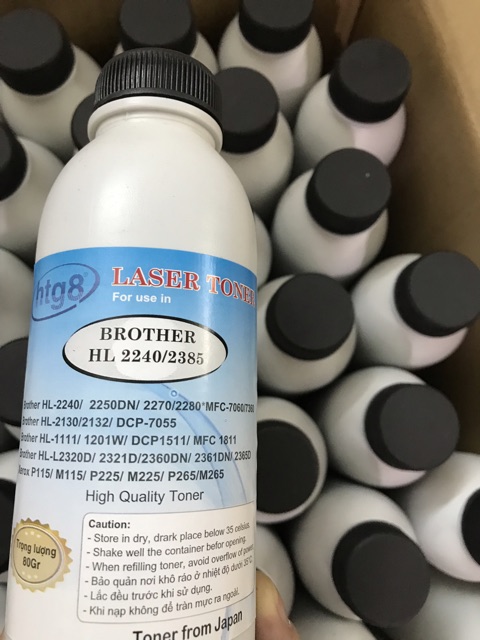 htg8
LASER TONER
For use in
BROTHER
HL 2240/2385
Brother HL-2240/ 2250DN/ 2270/2280*MFC-7060/7360
Brother HL-2130/2132/ DCP-7055
Brother HL-1111/ 1201W/ DCP1511/ MFC 1811
Brother HL-L2320D/ 2321D/2360DN/ 2361DN/ 2365D
Xerox P115/ M115/ P225/ M225/ P265/M265
High Quality Toner
Caution:
- Store in dry, drark place below 35 celsius.
- Shake well the container befor opening.
- When refilling toner, avoid overflow of power.
- Bảo quản nơi khô ráo ở nhiệt độ dưới 35°C
- Lắc đều trước khi sử dụng.
- Khi nạp không để tràn mực ra ngoài.
Trọng lượng
80Gr
Toner from Japan